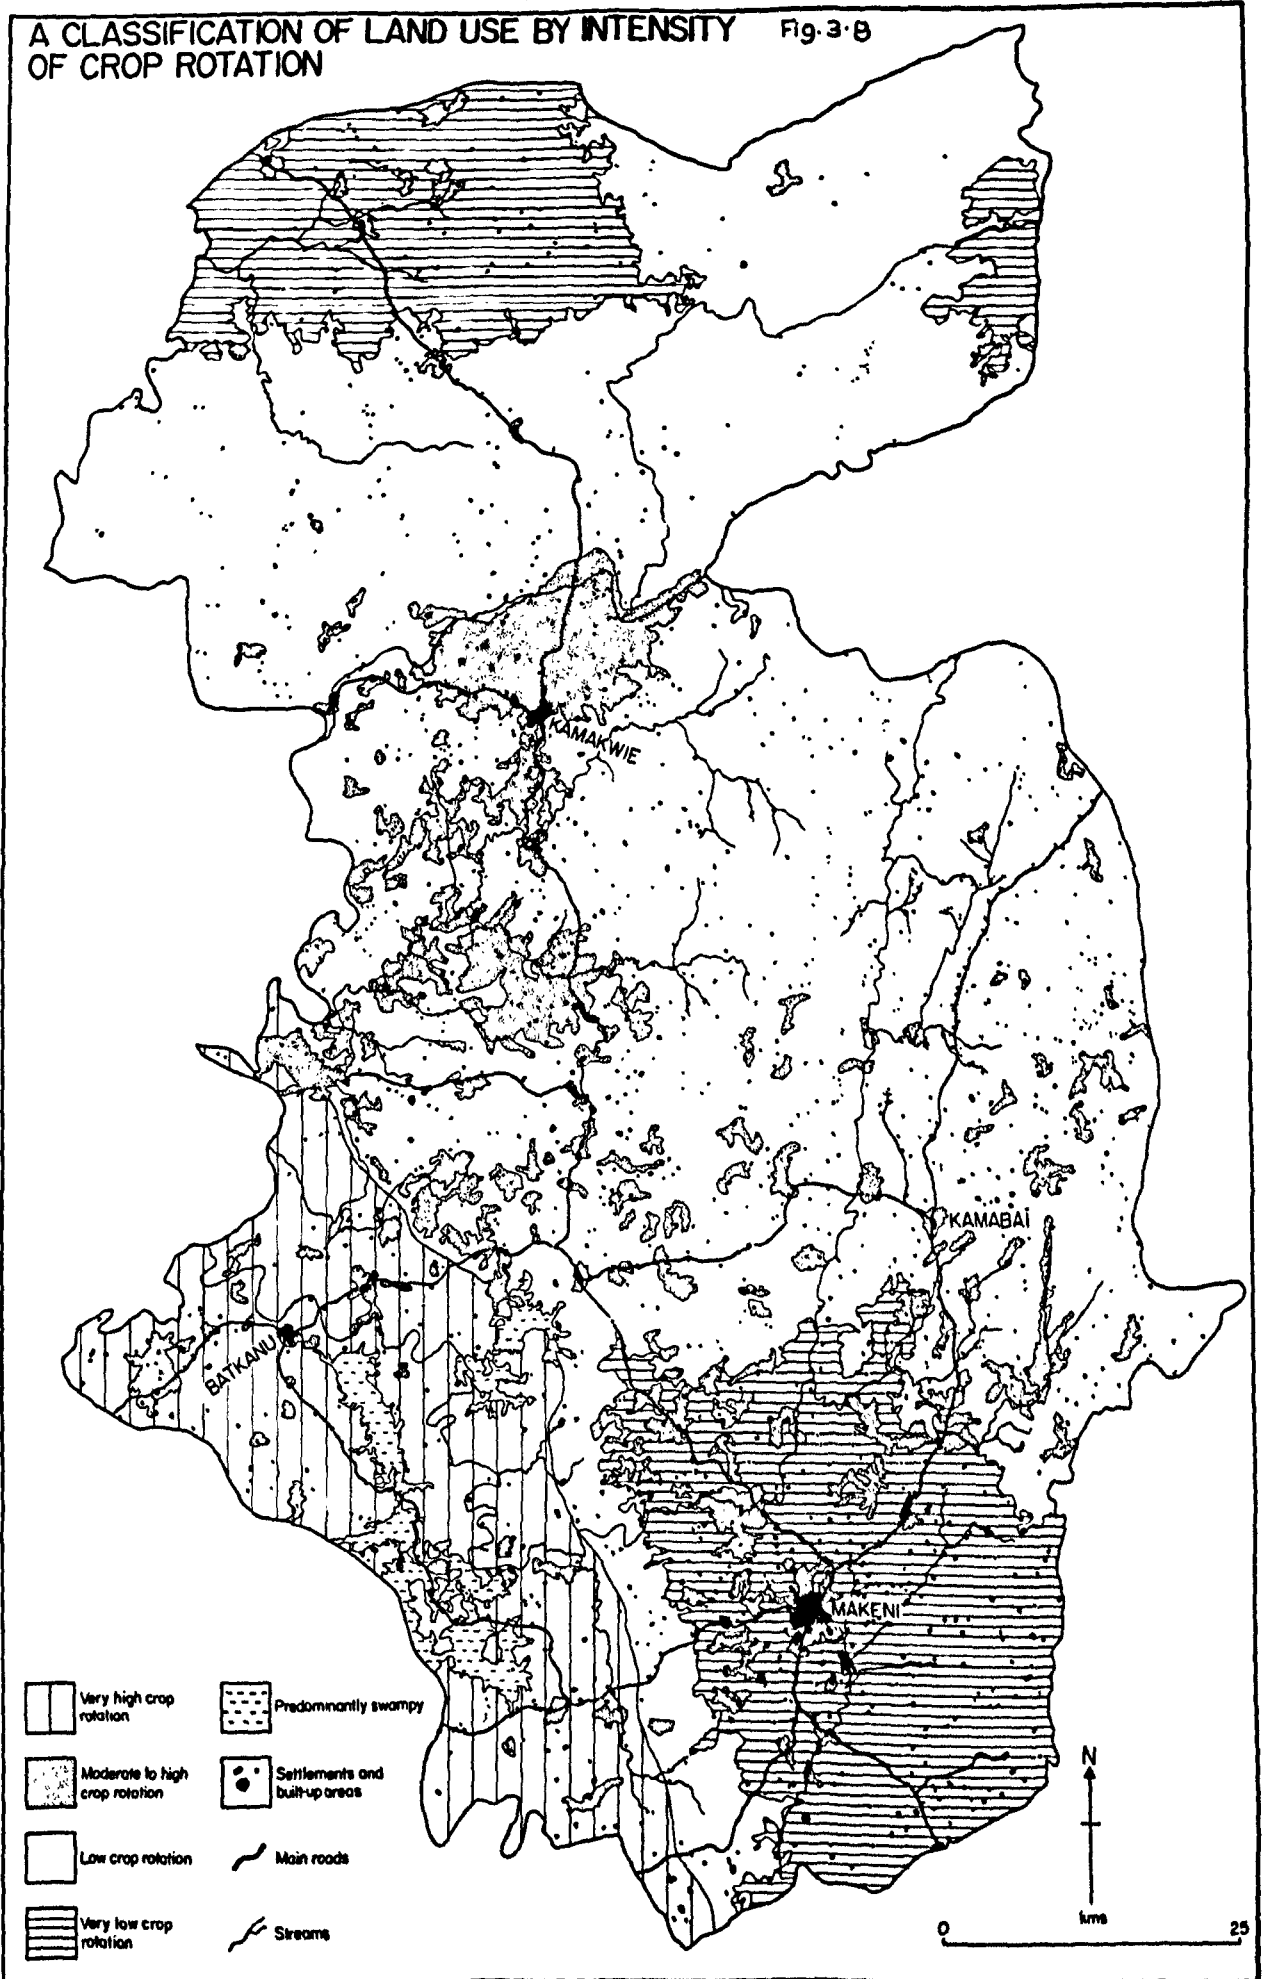 A CLASSIFICATION OF LAND USE BY INTENSITY
OF CROP ROTATION
Fig.3·8
KAMAKWIE
KAMABAI
BATKANU
MAKENI
Very high crop
rotation
Predominantly swampy
Moderate to high
crop rotation
Settlements and
built-up areas
Low crop rotation
Main roads
Very low crop
rotation
Streams
N
0
kms
25